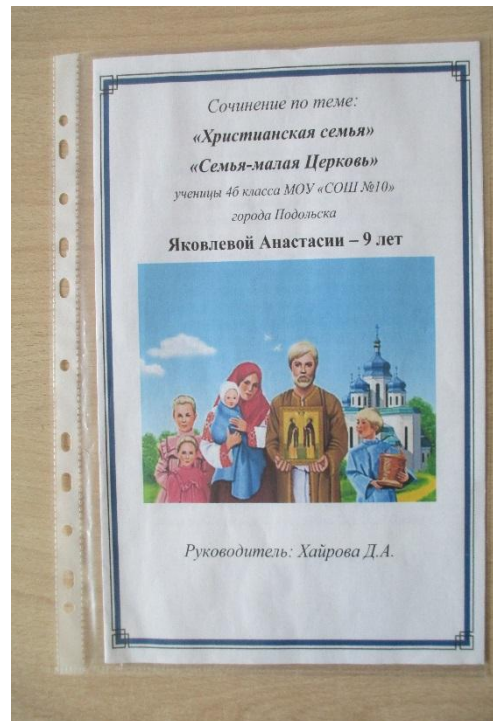 Сочинение по теме:
«Христианская семья»
«Семья-малая Церковь»
ученицы 4б класса МОУ «СОШ №10»
города Подольска
Яковлевой Анастасии – 9 лет
Руководитель: Хайрова Д.А.